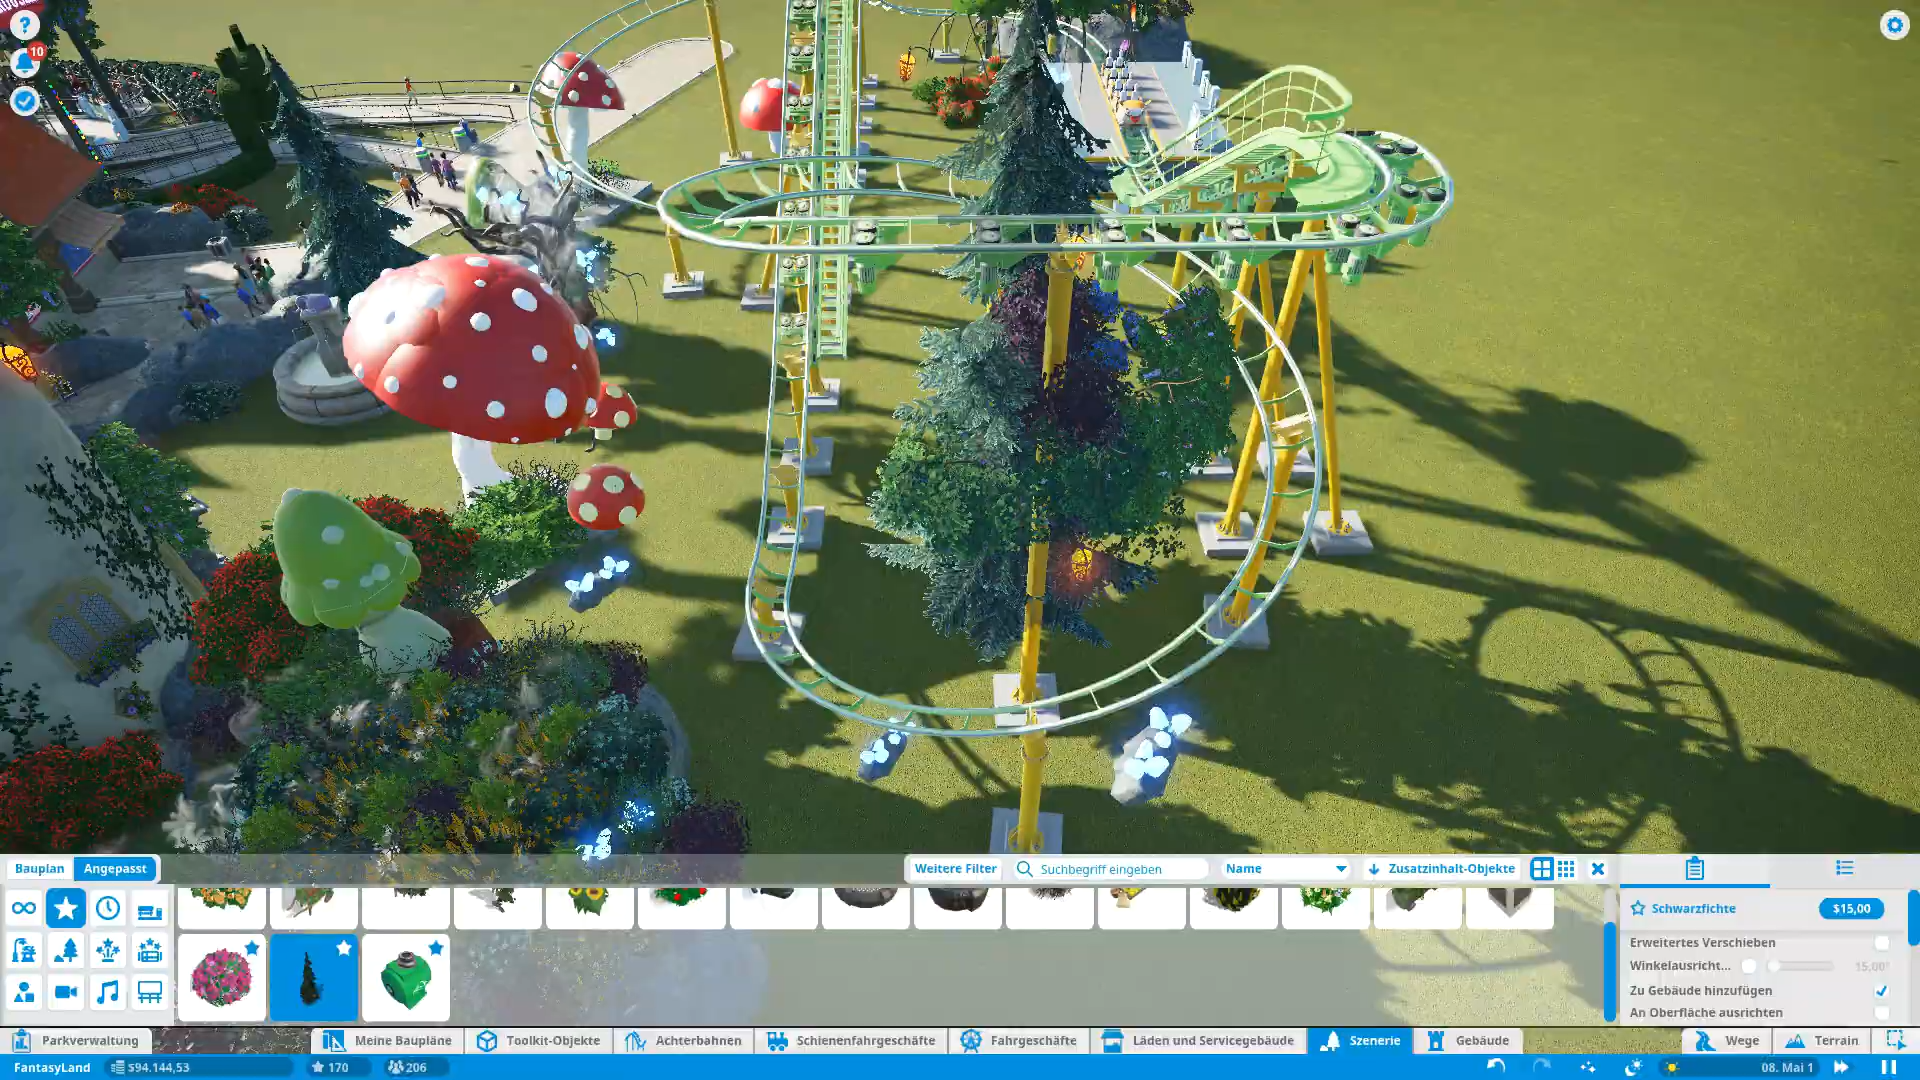 10
Bauplan
Angepasst
Weitere Filter
Suchbegriff eingeben
Name
Zusatzinhalt-Objekte
Schwarzfichte
$15,00
Erweitertes Verschieben
Winkelausricht...
15,00°
Zu Gebäude hinzufügen
An Oberfläche ausrichten
Parkverwaltung
Meine Baupläne
Toolkit-Objekte
Achterbahnen
Schienenfahrgeschäfte
Fahrgeschäfte
Läden und Servicegebäude
Szenerie
Gebäude
Wege
Terrain
FantasyLand
$94.144,53
170
206
08. Mai 1